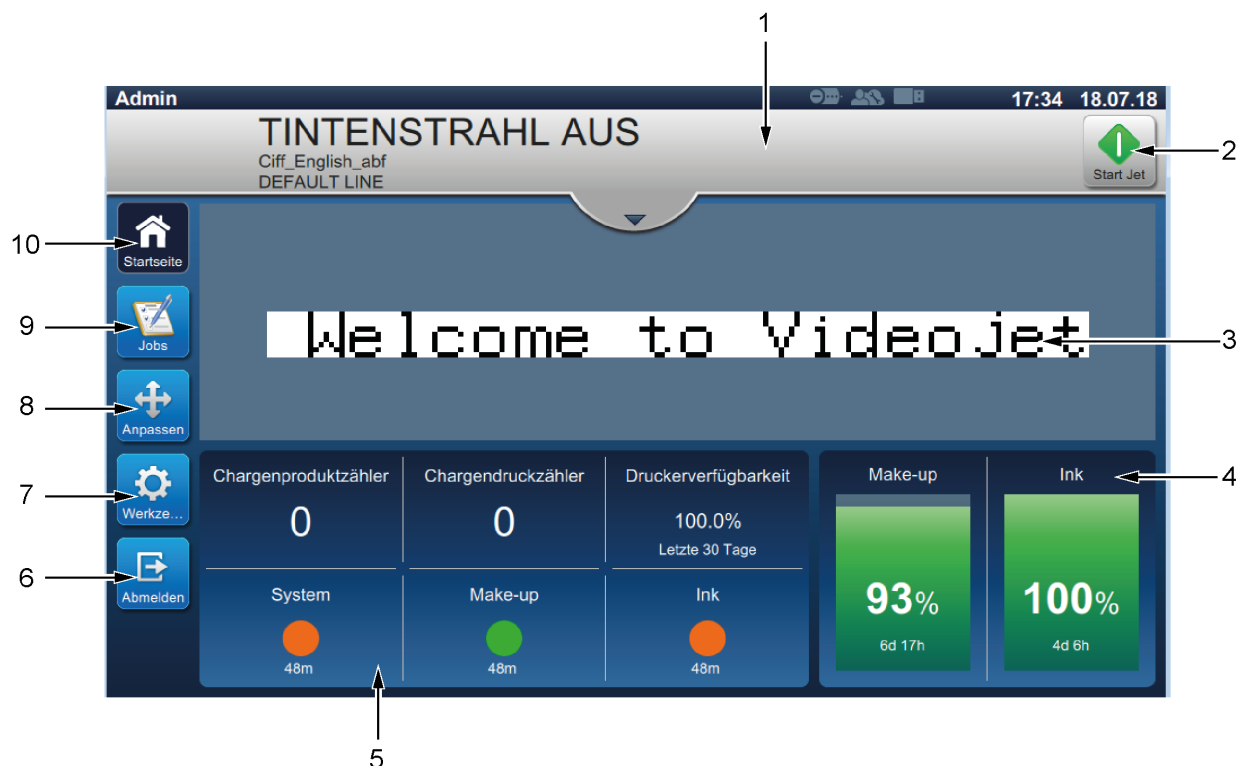 1
Admin
17:34 18.07.18
TINTENSTRAHL AUS
Ciff_English_abf
DEFAULT LINE
Start Jet
2
10
Startseite
9
Jobs
8
Anpassen
7
Werkze...
6
Abmelden
Welcome to Videojet
3
Chargenproduktzähler
0
Chargendruckzähler
0
Druckerverfügbarkeit
100.0%
Letzte 30 Tage
System
48m
Make-up
48m
Ink
48m
Make-up
93%
6d 17h
Ink
100%
4d 6h
4
5